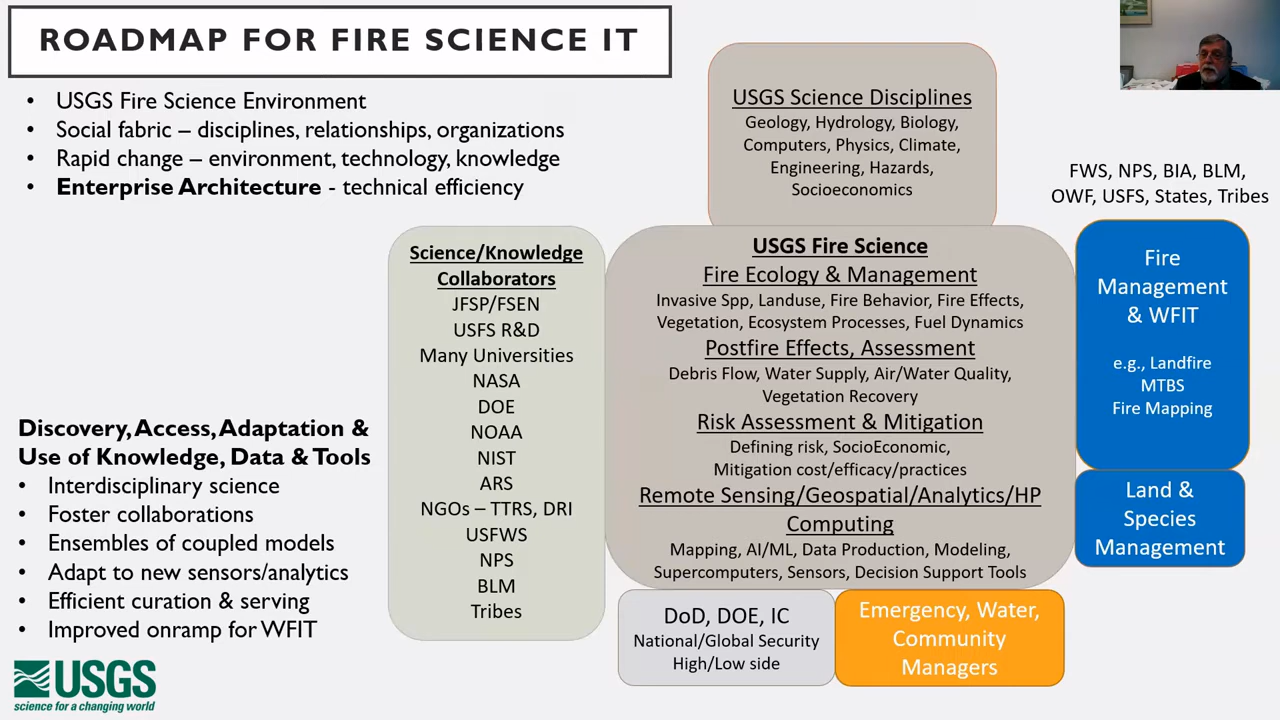 ROADMAP FOR FIRE SCIENCE IT
• USGS Fire Science Environment
• Social fabric – disciplines, relationships, organizations
• Rapid change – environment, technology, knowledge
• Enterprise Architecture - technical efficiency
Discovery, Access, Adaptation &
Use of Knowledge, Data & Tools
• Interdisciplinary science
• Foster collaborations
• Ensembles of coupled models
• Adapt to new sensors/analytics
• Efficient curation & serving
• Improved onramp for WFIT
USGS
science for a changing world
Science/Knowledge
Collaborators
JFSP/FSEN
USFS R&D
Many Universities
NASA
DOE
NOAA
NIST
ARS
NGOs – TTRS, DRI
USFWS
NPS
BLM
Tribes
USGS Science Disciplines
Geology, Hydrology, Biology,
Computers, Physics, Climate,
Engineering, Hazards,
Socioeconomics
USGS Fire Science
Fire Ecology & Management
Invasive Spp, Landuse, Fire Behavior, Fire Effects,
Vegetation, Ecosystem Processes, Fuel Dynamics
Postfire Effects, Assessment
Debris Flow, Water Supply, Air/Water Quality,
Vegetation Recovery
Risk Assessment & Mitigation
Defining risk, SocioEconomic,
Mitigation cost/efficacy/practices
Remote Sensing/Geospatial/Analytics/HP
Computing
Mapping, AI/ML, Data Production, Modeling,
Supercomputers, Sensors, Decision Support Tools
DoD, DOE, IC
National/Global Security
High/Low side
Emergency, Water,
Community
Managers
FWS, NPS, BIA, BLM,
OWF, USFS, States, Tribes
Fire
Management
& WFIT
e.g., Landfire
MTBS
Fire Mapping
Land &
Species
Management